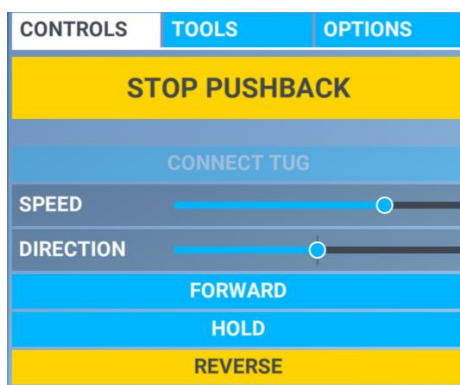 CONTROLS TOOLS OPTIONS
STOP PUSHBACK
CONNECT TUG
SPEED
DIRECTION
FORWARD
HOLD
REVERSE